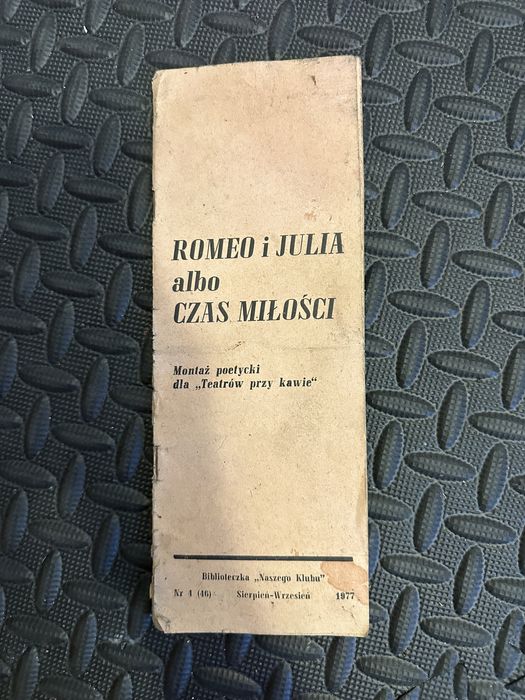 ROMEO i JULIA
albo
CZAS MIŁOŚCI
Montaż poetycki
dla „Teatrów przy kawie“
Biblioteczka „Naszego Klubu“
Nr 4 (46) Sierpień-Wrzesień 1977